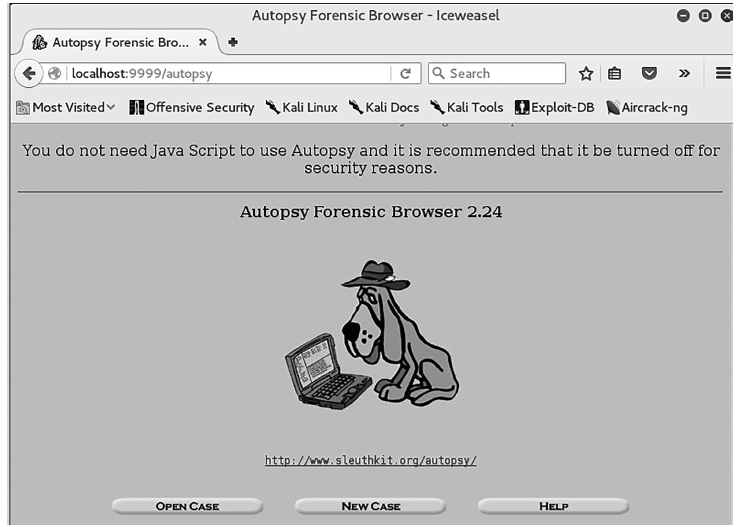 Autopsy Forensic Browser - Iceweasel
Autopsy Forensic Bro...
localhost:9999/autopsy
Search
Most Visited
Offensive Security
Kali Linux
Kali Docs
Kali Tools
Exploit-DB
Aircrack-ng
You do not need Java Script to use Autopsy and it is recommended that it be turned off for
security reasons.
Autopsy Forensic Browser 2.24
http://www.sleuthkit.org/autopsy/
OPEN CASE
NEW CASE
HELP